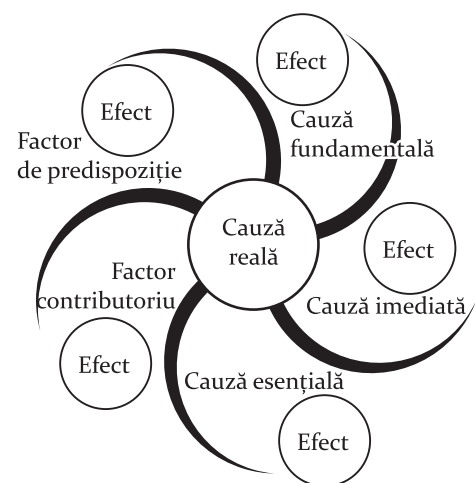 Efect
Efect
Cauză
fundamentală
Factor
de predispoziție
Cauză
reală
Efect
Factor
contributoriu
Cauză imediată
Efect
Cauză esențială
Efect